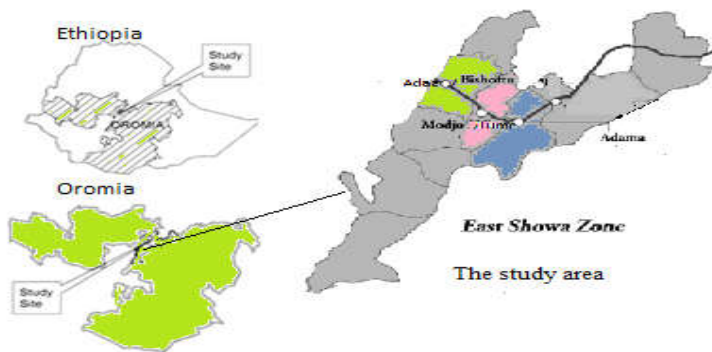 Ethiopia
Study
Site
OROMIA
Oromia
Study
Site
Bishoftu
Modjo
Adama
East Showa Zone
The study area